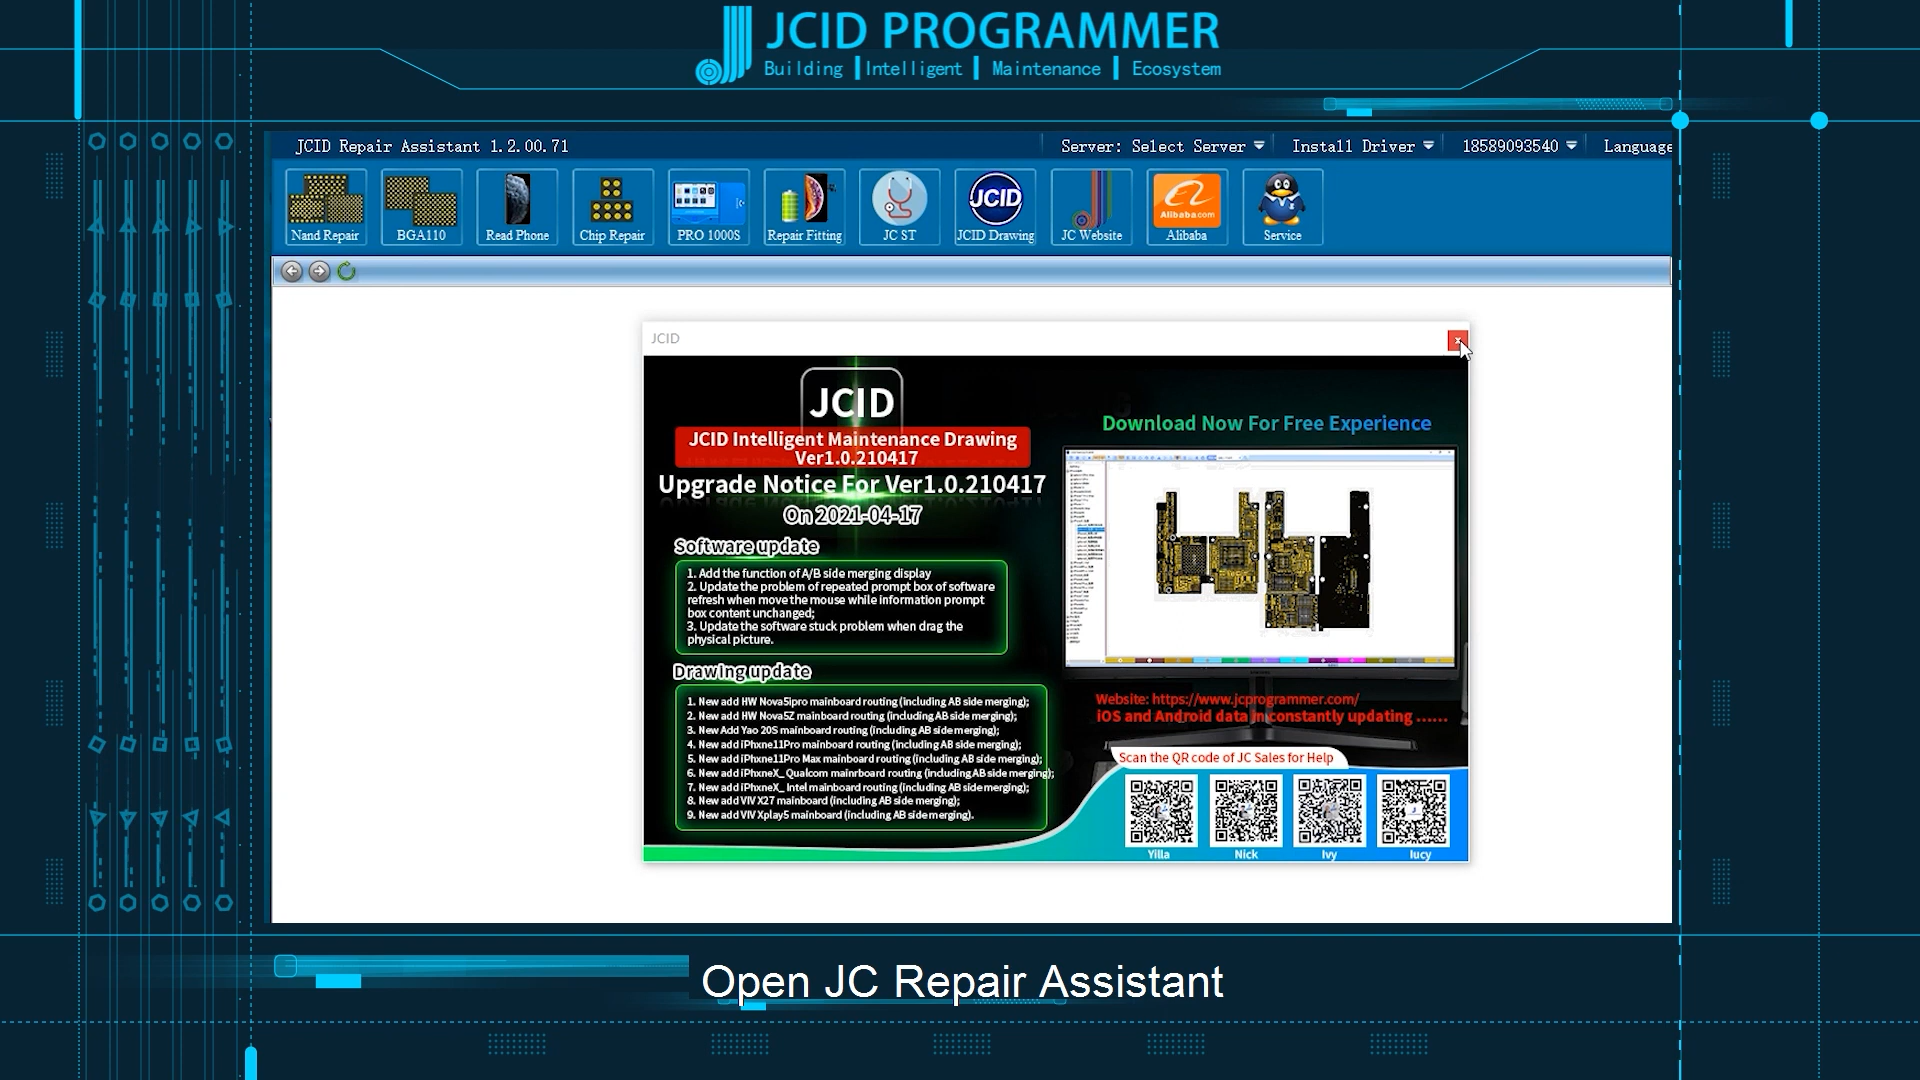 JCID PROGRAMMER
Building | Intelligent | Maintenance | Ecosystem
JCID Repair Assistant 1.2.00.71
Server: Select Server
Install Driver
18589093540
Language
Nand Repair
BGA110
Read Phone
Chip Repair
PRO 1000S
Repair Fitting
JC ST
JCID
JCID Drawing
JC Website
Alibaba.com
Alibaba
Service
JCID
JCID
JCID Intelligent Maintenance Drawing
Ver1.0.210417
Upgrade Notice For Ver1.0.210417
On 2021-04-17
Software update
1. Add the function of A/B side merging display
2. Update the problem of repeated prompt box of software
refresh when move the mouse while information prompt
box content unchanged;
3. Update the software stuck problem when drag the
physical picture.
Drawing update
1. New add HW Nova5ipro mainboard routing (including AB side merging);
2. New add HW Nova5Z mainboard routing (including AB side merging);
3. New Add Yao 20S mainboard routing (including AB side merging);
4. New add iPhxne11Pro mainboard routing (including AB side merging);
5. New add iPhxne11Pro Max mainboard routing (including AB side merging);
6. New add iPhxneX_ Qualcom mainrboard routing (including AB side merging);
7. New add iPhxneX_ Intel mainboard routing (including AB side merging);
8. New add VIV X27 mainboard (including AB side merging);
9. New add VIV Xplay5 mainboard (including AB side merging).
Download Now For Free Experience
Website: https://www.jcprogrammer.com/
iOS and Android data in constantly updating ......
Scan the QR code of JC Sales for Help
Yilla
Nick
Ivy
lucy
Open JC Repair Assistant